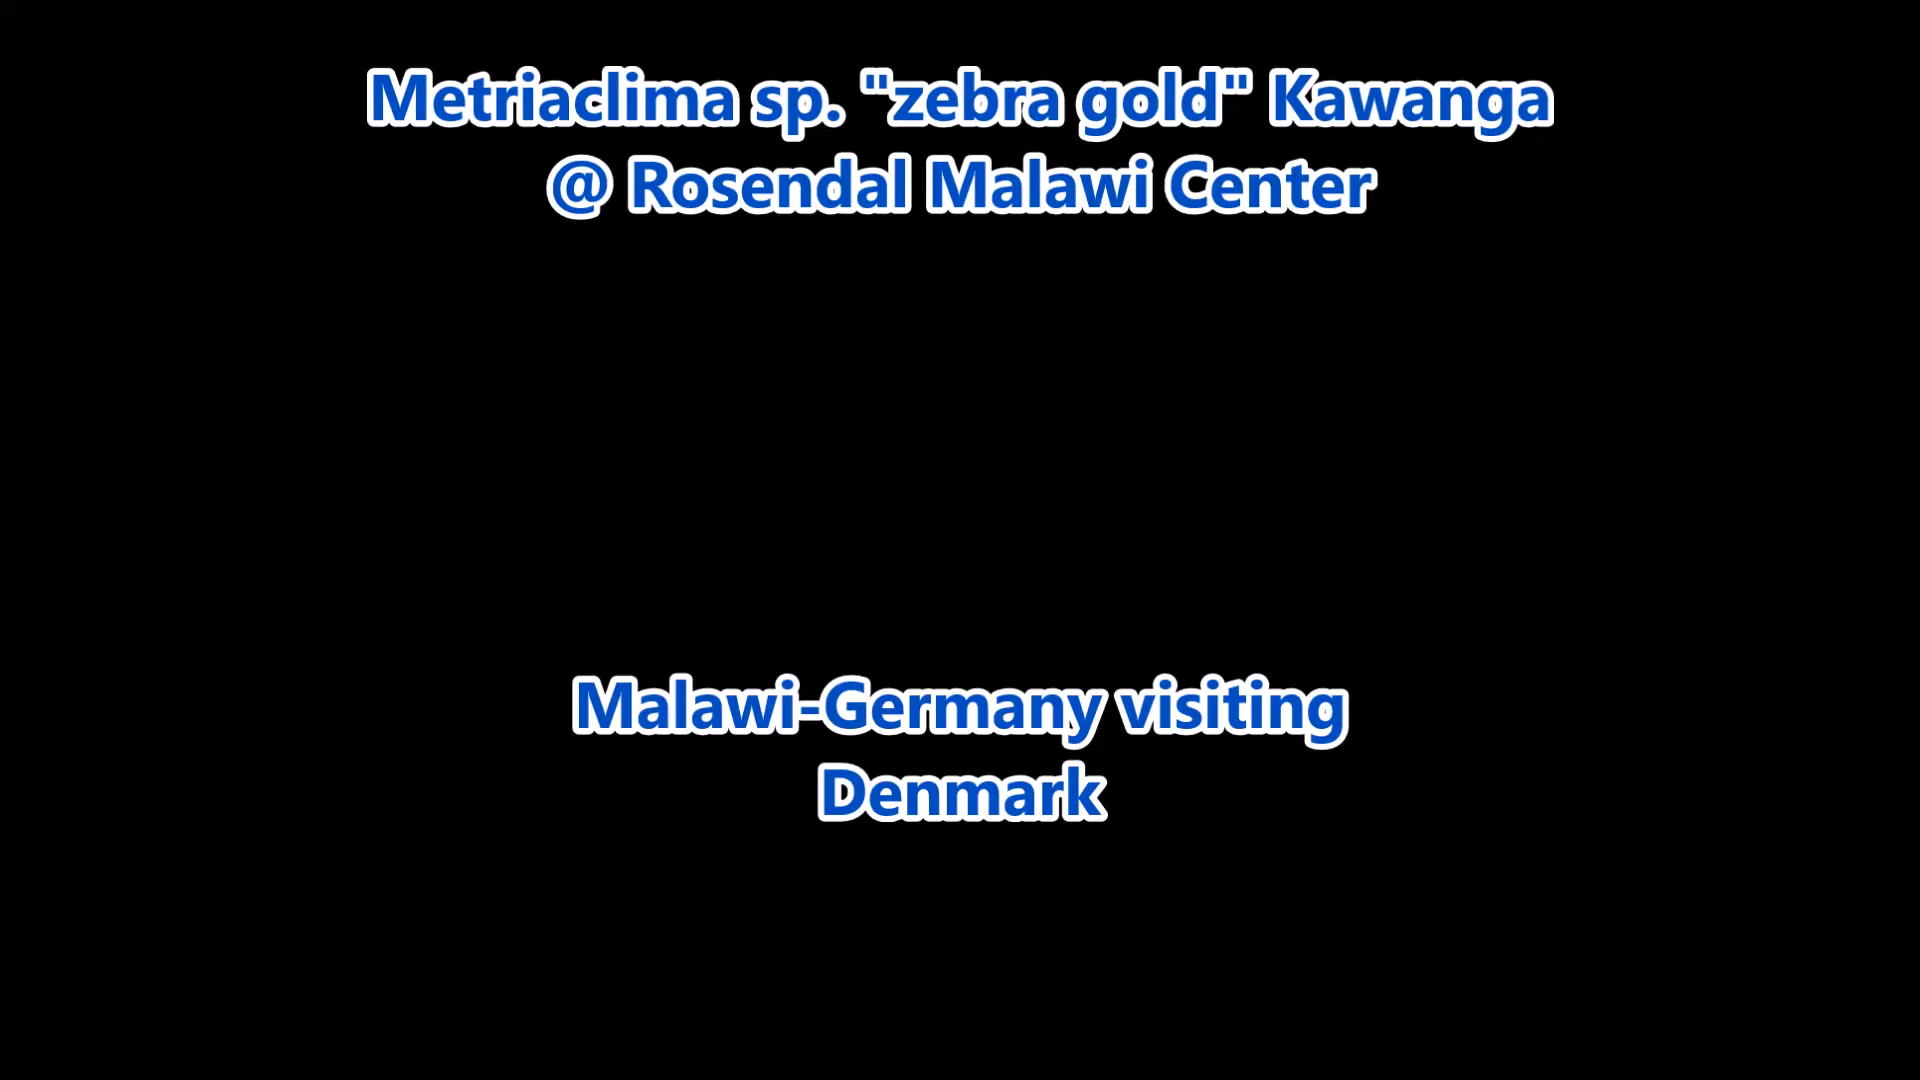 Metriaclima sp. "zebra gold" Kawanga
@ Rosendal Malawi Center
Malawi-Germany visiting
Denmark